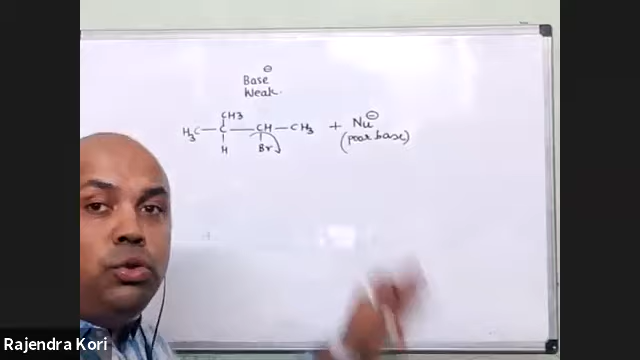 Base⊖
Weak.
CH3
H3C-C-CH-CH3 + Nu⊖
H Br (poor base)
Rajendra Kori